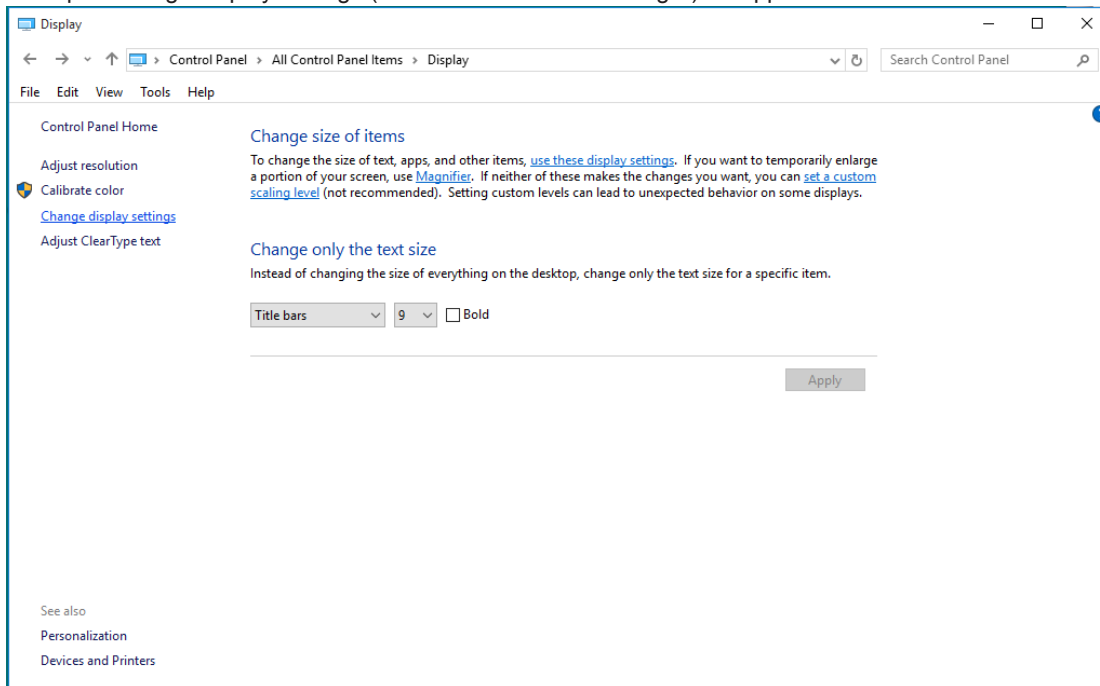 Display
Control Panel > All Control Panel Items > Display
Search Control Panel
File Edit View Tools Help
Control Panel Home
Adjust resolution
Calibrate color
Change display settings
Adjust ClearType text
Change size of items
To change the size of text, apps, and other items, use these display settings. If you want to temporarily enlarge
a portion of your screen, use Magnifier. If neither of these makes the changes you want, you can set a custom
scaling level (not recommended). Setting custom levels can lead to unexpected behavior on some displays.
Change only the text size
Instead of changing the size of everything on the desktop, change only the text size for a specific item.
Title bars 9 Bold
Apply
See also
Personalization
Devices and Printers